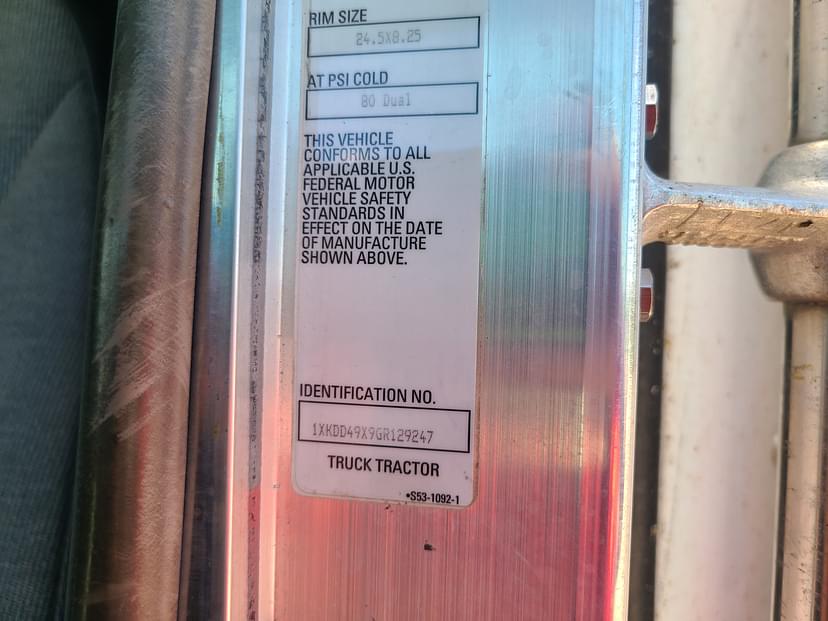 RIM SIZE
24.5X8.25
AT PSI COLD
80 Dual
THIS VEHICLE
CONFORMS TO ALL
APPLICABLE U.S.
FEDERAL MOTOR
VEHICLE SAFETY
STANDARDS IN
EFFECT ON THE DATE
OF MANUFACTURE
SHOWN ABOVE.
IDENTIFICATION NO.
1XKDD49X9GR129247
TRUCK TRACTOR
•S53-1092-1